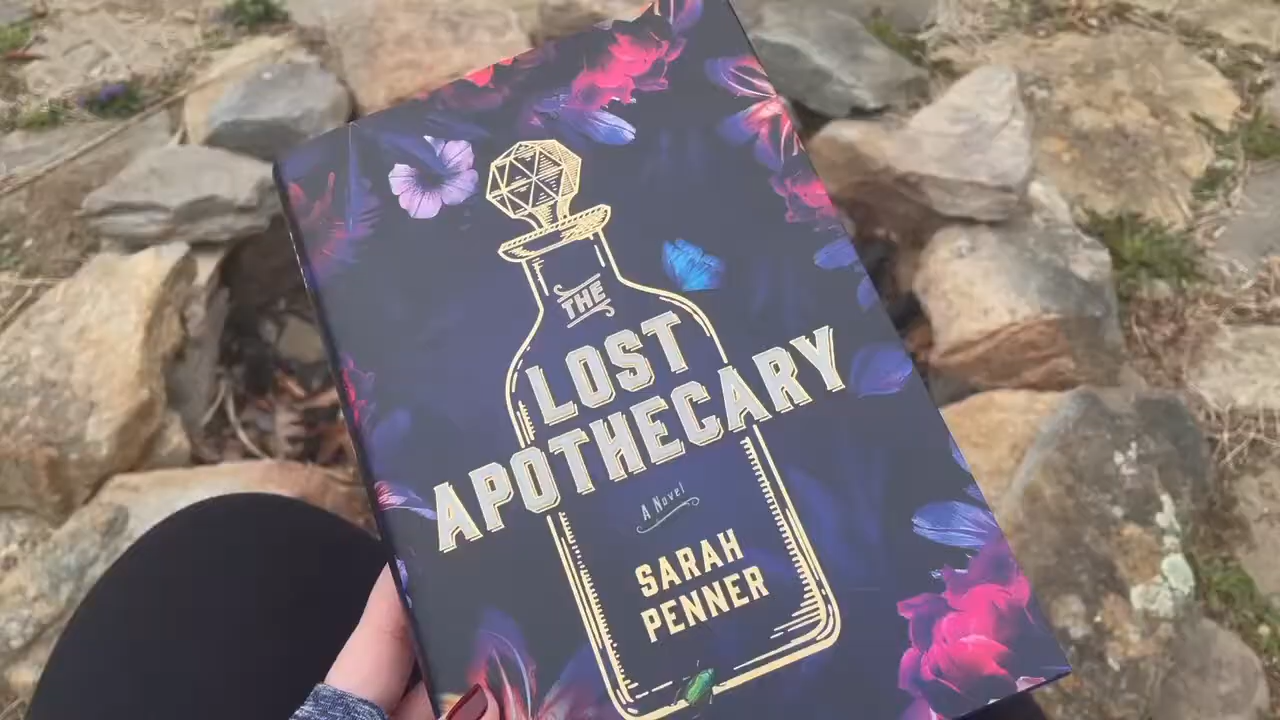 THE
LOST
APOTHECARY
A Novel
SARAH
PENNER